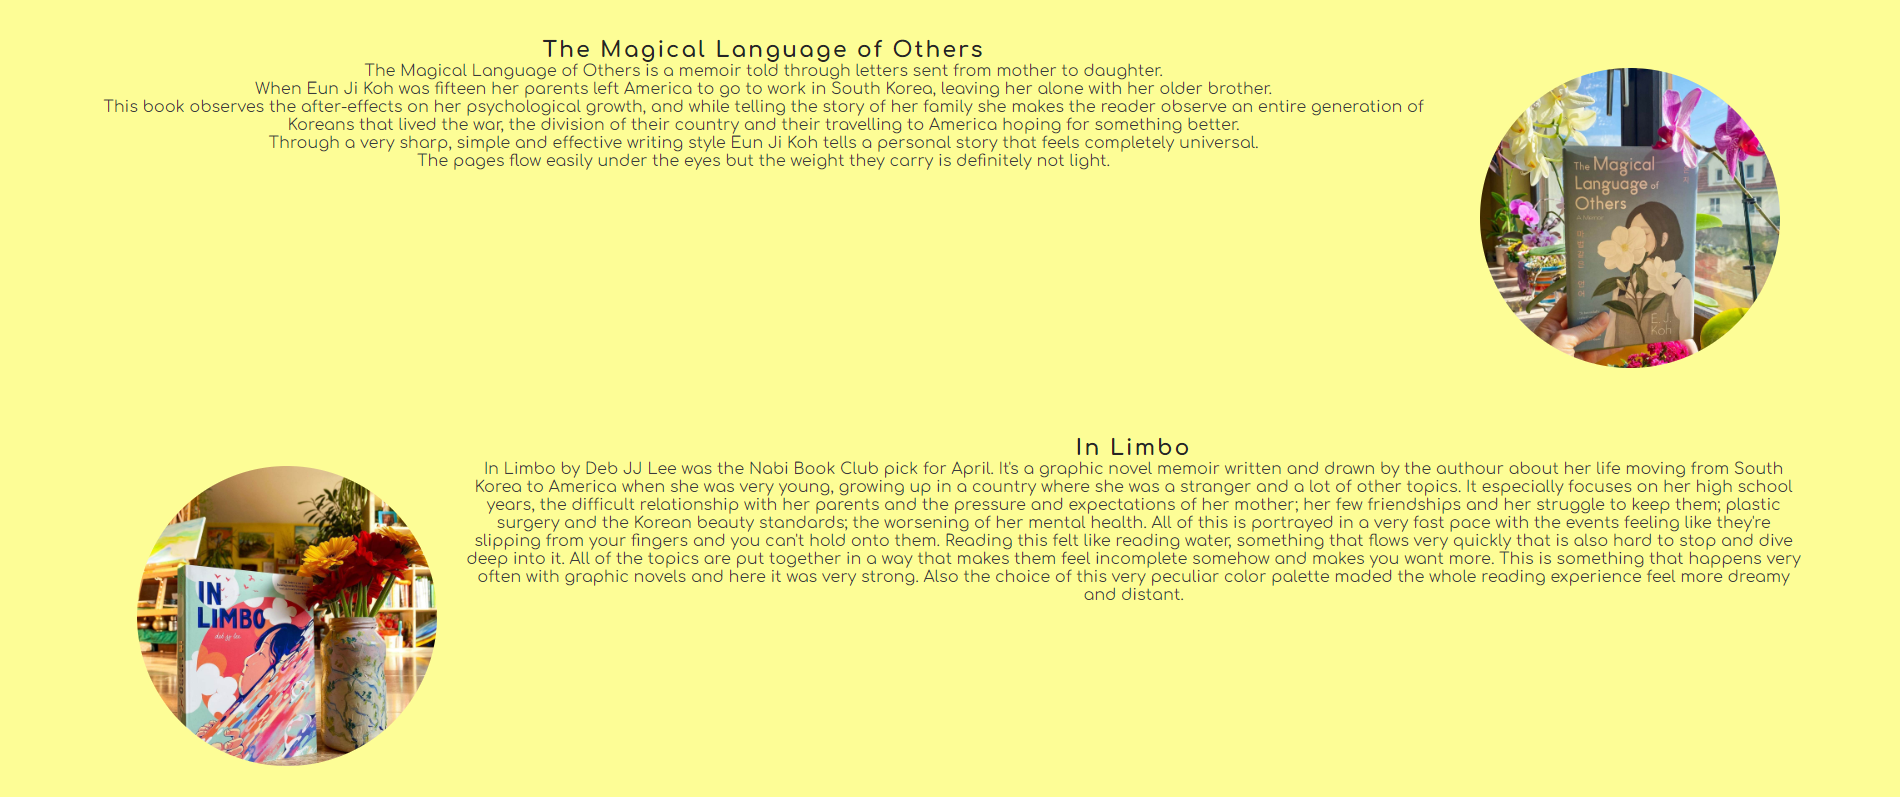 The Magical Language of Others
The Magical Language of Others is a memoir told through letters sent from mother to daughter.
When Eun Ji Koh was fifteen her parents left America to go to work in South Korea, leaving her alone with her older brother.
This book observes the after-effects on her psychological growth, and while telling the story of her family she makes the reader observe an entire generation of
Koreans that lived the war, the division of their country and their travelling to America hoping for something better.
Through a very sharp, simple and effective writing style Eun Ji Koh tells a personal story that feels completely universal.
The pages flow easily under the eyes but the weight they carry is definitely not light.
The Magical
Language of
Others
A Memoir
E. J.
Koh
In Limbo
In Limbo by Deb JJ Lee was the Nabi Book Club pick for April. It's a graphic novel memoir written and drawn by the authour about her life moving from South
Korea to America when she was very young, growing up in a country where she was a stranger and a lot of other topics. It especially focuses on her high school
years, the difficult relationship with her parents and the pressure and expectations of her mother; her few friendships and her struggle to keep them; plastic
surgery and the Korean beauty standards; the worsening of her mental health. All of this is portrayed in a very fast pace with the events feeling like they're
slipping from your fingers and you can't hold onto them. Reading this felt like reading water, something that flows very quickly that is also hard to stop and dive
deep into it. All of the topics are put together in a way that makes them feel incomplete somehow and makes you want more. This is something that happens very
often with graphic novels and here it was very strong. Also the choice of this very peculiar color palette maded the whole reading experience feel more dreamy
and distant.
IN
LIMBO
deb jj lee